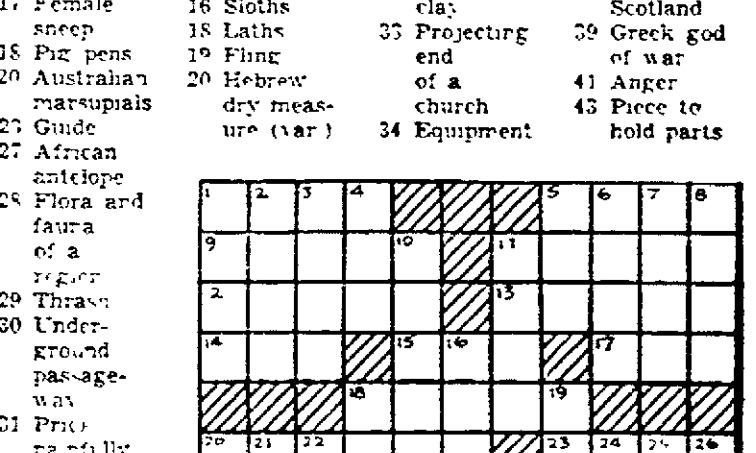 17 Female
sheep
18 Pig pens
20 Australian
marsupials
23 Guide
27 African
antelope
28 Flora and
fauna
of a
region
29 Thrash
30 Under-
ground
passage-
way
31 Prick
painfully
16 Sloths
18 Laths
19 Fling
20 Hebrew
dry meas-
ure (var.)
clay
33 Projecting
end
of a
church
34 Equipment
Scotland
39 Greek god
of war
41 Anger
43 Piece to
hold parts
1 2 3 4 5 6 7 8
9 10 11
2 13
14 15 16 17
18 19
20 21 22 23 24 25 26